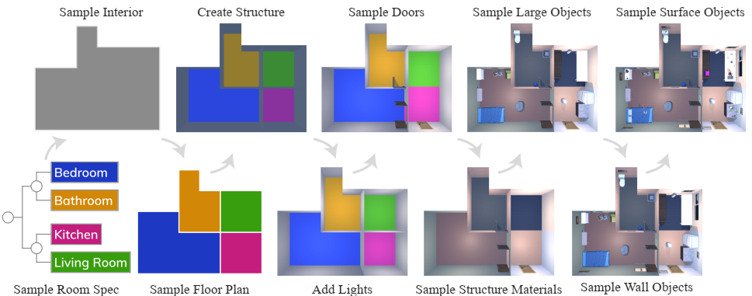 Sample Interior
Create Structure
Sample Doors
Sample Large Objects
Sample Surface Objects
Bedroom
Bathroom
Kitchen
Living Room
Sample Room Spec
Sample Floor Plan
Add Lights
Sample Structure Materials
Sample Wall Objects